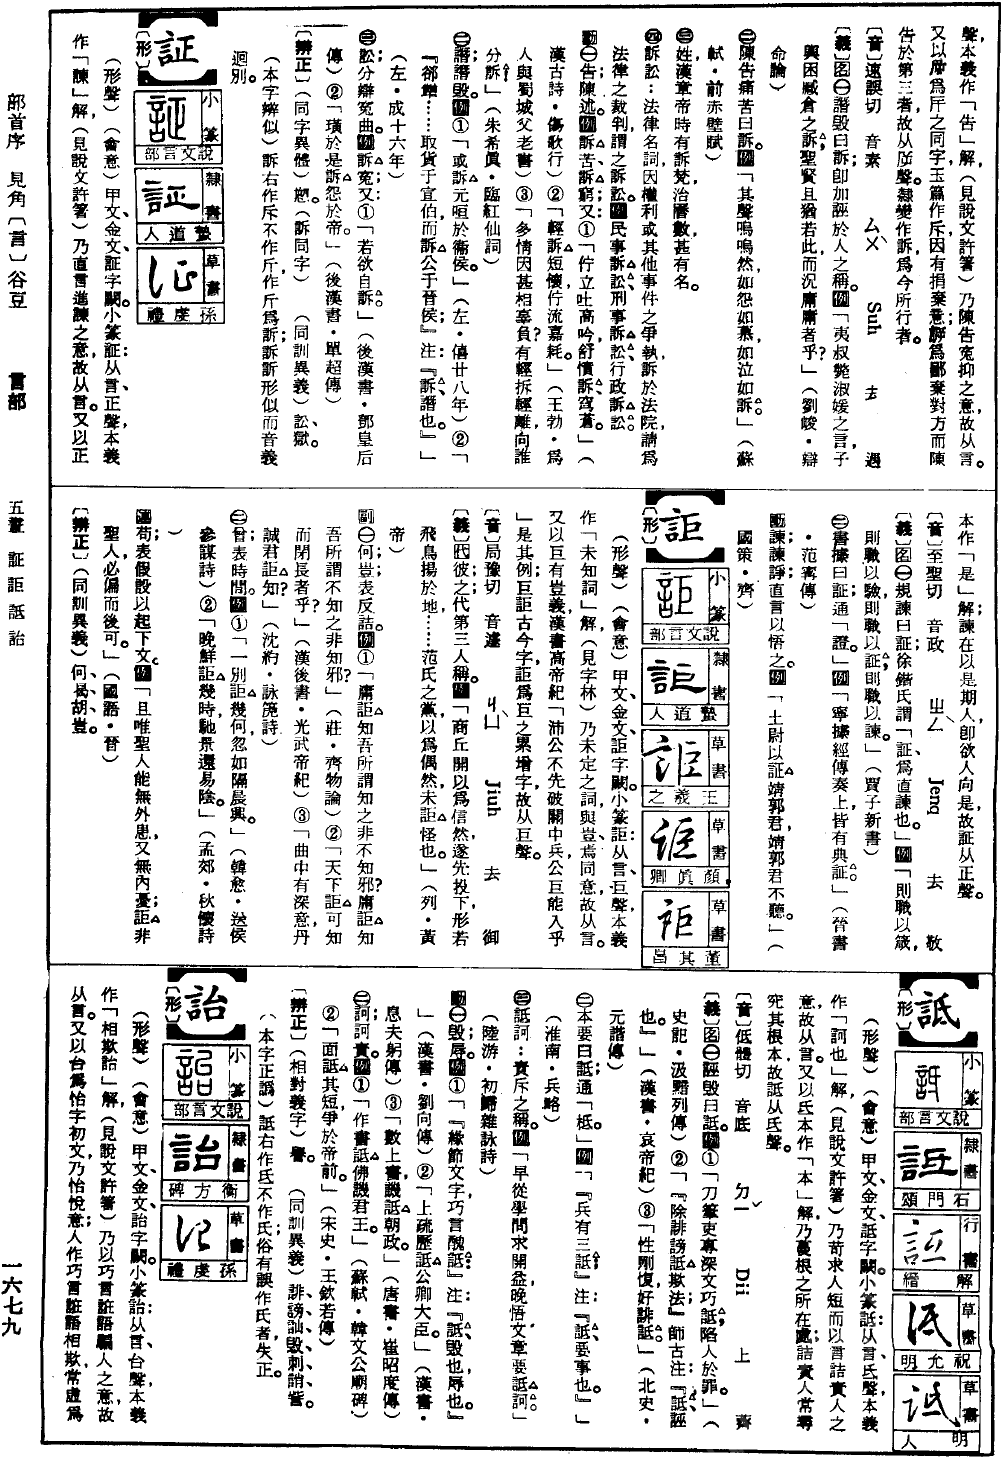 聲，本義作「告」解，（見說文許箸）乃陳告寃抑之意，故从言。
又以㡿爲厈之同字，玉篇作斥，因有捐棄意；訴爲鄙棄對方而陳
告於第三者，故从㡿聲。隸變作訴，爲今所行者。
〔音〕速誤切　音素　ㄙㄨˋ　Suh　去　遇
〔義〕名㊀譖毀曰訴；卽加誣於人之稱。例「夷叔斃淑媛之言，子
輿困臧倉之訴，聖賢且猶若此，而況庸庸者乎？」（劉峻・辯
命論）
㊁陳告痛苦曰訴。例「其聲嗚嗚然，如怨如慕，如泣如訴。」（蘇
軾・前赤壁賦）
㊂姓，漢章帝時有訴梵，治曆數甚有名。
㊃訴訟：法律名詞，因權利或其他事件之爭執，訴於法院，請爲
法律之裁判，謂之訴訟。例民事訴訟，刑事訴訟，行政訴訟。
動㊀告，陳述。例訴苦，訴窮；又①「佇立吐高吟，舒憤訴穹蒼。」（
漢古詩・傷歌行）②「輕訴短懷，佇流嘉耗。」（王勃・爲
人與蜀城父老書）③「多情因甚相辜負，有輕拆輕離，向誰
分訴」（朱希眞・臨紅仙詞）
㊁譖；譖毀。例①「或訴元咺於衞侯。」（左・僖廿八年）②「
『郤犨……取貨于宣伯，而訴公于晉侯。』注：『訴，譖也』」
（左・成十六年）
㊂訟；分辯寃曲。例訴寃；又①「若欲自訴。」（後漢書・鄧皇后
傳）②「璜於是訴怨於帝。」（後漢書・單超傳）
〔辨正〕（同字異體）愬。（訴同字）　（同訓異義）訟、獄。
（本字辨似）訴右作斥不作斤，作斤爲訢；訴訢形似而音義
迥別。
証
〔形〕
小篆　說文言部
隸書　蟄道人
草書　孫虔禮
（形聲）（會意）甲文、金文証字闕。小篆証：从言，正聲，本義
作「諫」解，（見說文許箸）乃直言進諫之意，故从言。又以正
部首序　見角〔言〕谷豆　言部　五畫　証詎詆詒　一六七九
本作「是」解；諫在以是期人，卽欲人向是，故証从正聲。
〔音〕至聖切　音政　ㄓㄥˋ　Jenq　去　敬
〔義〕名㊀規諫曰証；徐鍇氏謂「証，爲直諫也」。例「則職以箴，
則職以驗，則職以証，則職以諫。」（賈子新書）
㊁書據曰証；通「證。」例「寧據經傳，奏上皆有典証」（晉書
・范甯傳）
動諫；諫諍，直言以悟之。例「士尉以証靖郭君，靖郭君不聽。」（
國策・齊）
詎
〔形〕
小篆　說文言部
隸書　蟄道人
草書　王羲之
草書　顏眞卿
草書　董其昌
（形聲）（會意）甲文、金文詎字闕。小篆詎：从言，巨聲，本義
作「未知詞」解，（見字林）乃未定之詞，與豈、焉同意，故从言。
又以巨有豈義，漢書高帝紀「沛公不先破關中兵，公巨能入乎
」是其例；巨詎古今字，詎爲巨之累增字，故从巨聲。
〔音〕局豫切　音遽　ㄐㄩˋ　Jiuh　去　御
〔義〕代彼之代，第三人稱。例「商丘開以爲信然，遂先投下，形若
飛鳥，揚於地……范氏之黨以爲偶然，未詎怪也。」（列・黃
帝）
副㊀何；豈，表反詰。例①「庸詎知吾所謂知之非不知邪？庸詎知
吾所謂不知之非知邪？」（莊・齊物論）②「天下詎可知，
而閉長者乎？」（漢後書・光武帝紀）③「曲中有深意，丹
誠君詎知？」（沈約・詠箎詩）
㊁曾，表時間。例①「一別詎幾何，忽如隔晨興。」（韓愈・送侯
參謀詩）②「晚鮮詎幾時，馳景還易陰。」（孟郊・秋懷詩
）
連苟，表假設以起下文。例「且唯聖人能無外患，又無內憂；詎非
聖人，必偏而後可。」（國語・晉）
〔辨正〕（同訓異義）何、曷、胡、豈。
詆
〔形〕
小篆　說文言部
隸書　石門頌
行書　解縉
草書　祝允明
草書　明人
（形聲）（會意）甲文、金文詆字闕。小篆詆：从言，氐聲，本義
作「訶也」解，（見說文許箸）乃苛求人短而以言詰責人之
意，故从言。又以氐本作「本」解，乃蔓根之所在處；詰責人常尋
究其根本，故詆从氐聲。
〔音〕低體切　音底　ㄉㄧˇ　Dii　上　薺
〔義〕名㊀誣毀曰詆。例①「刀筆吏專深文巧詆，陷人於罪。」（
史記・汲黯列傳）②「『除誹謗詆欺法』師古注：『詆，誣
也』」（漢書・哀帝紀）③「性剛愎，好誹詆。」（北史・
元諧傳）
㊁本要曰詆；通「柢。」例「『兵有三詆』注：『詆，要事也。』」
（淮南・兵略）
㊂詆訶：責斥之稱。例「早從學問求開益，晚悟文章要詆訶。」
（陸游・初歸雜詠詩）
動㊀毀；辱。例①「『緣飾文字，巧言醜詆』注：『詆，毀也，辱也。』
」（漢書・劉向傳）②「上疏歷詆公卿大臣。」（漢書・
息夫躬傳）③「數上書譏詆朝政。」（唐書・崔昭度傳）
㊁訶；訶責。例①「作書詆佛譏君王。」（蘇軾・韓文公廟碑）
②「面詆其短，爭於帝前。」（宋史・王欽若傳）
〔辨正〕（相對義字）譽。　（同訓異義）誹、謗、訕、毀、刺、誚、訾。
（本字正譌）詆右作氐不作氏，俗有誤作氏者，失正。
詒
〔形〕
小篆　說文言部
隸書　衡方碑
草書　孫虔禮
（形聲）（會意）甲文、金文詒字闕。小篆詒：从言，台聲，本義
作「相欺詒」解，（見說文許箸）乃以巧言誑語騙人之意，故
从言。又以台爲怡字初文，乃怡悅意；人作巧言誑語相欺常虛爲